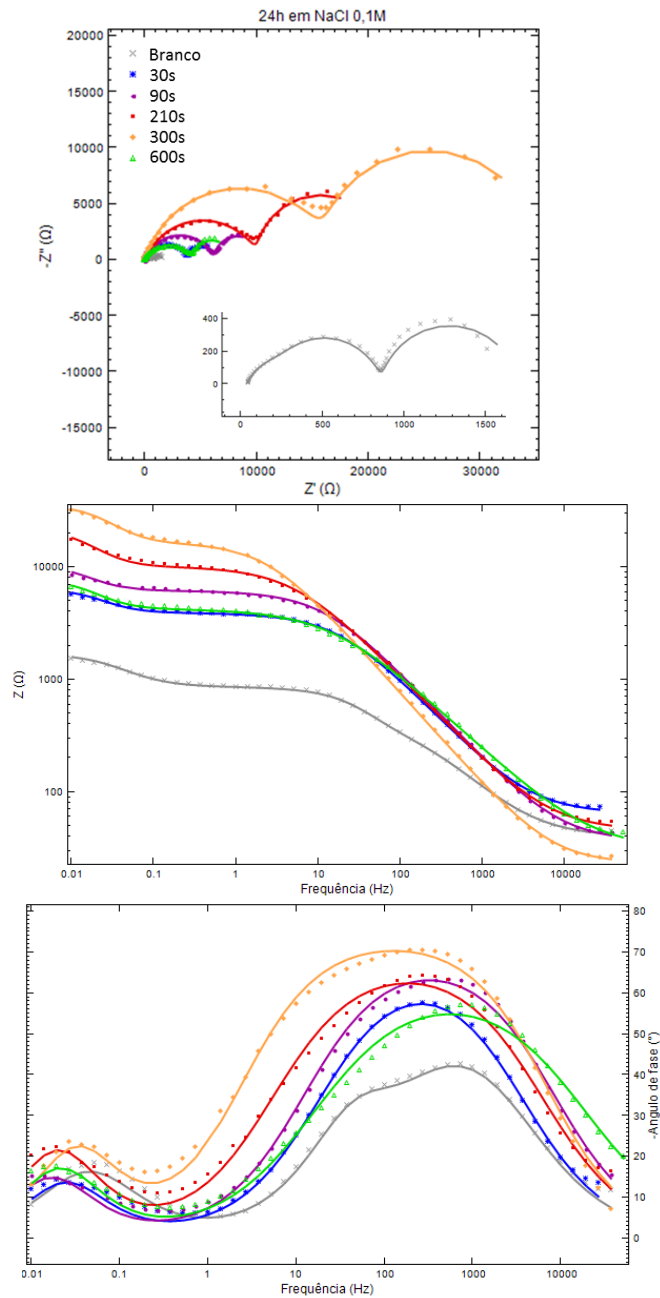 24h em NaCl 0,1M
20000
15000
10000
5000
0
-5000
-10000
-15000
-Z'' (Ω)
Branco
30s
90s
210s
300s
600s
400
200
0
0 500 1000 1500
0 10000 20000 30000
Z' (Ω)
10000
1000
100
Z (Ω)
0.01 0.1 1 10 100 1000 10000
Frequência (Hz)
80
70
60
50
40
30
20
10
0
-Ângulo de fase (°)
0.01 0.1 1 10 100 1000 10000
Frequência (Hz)